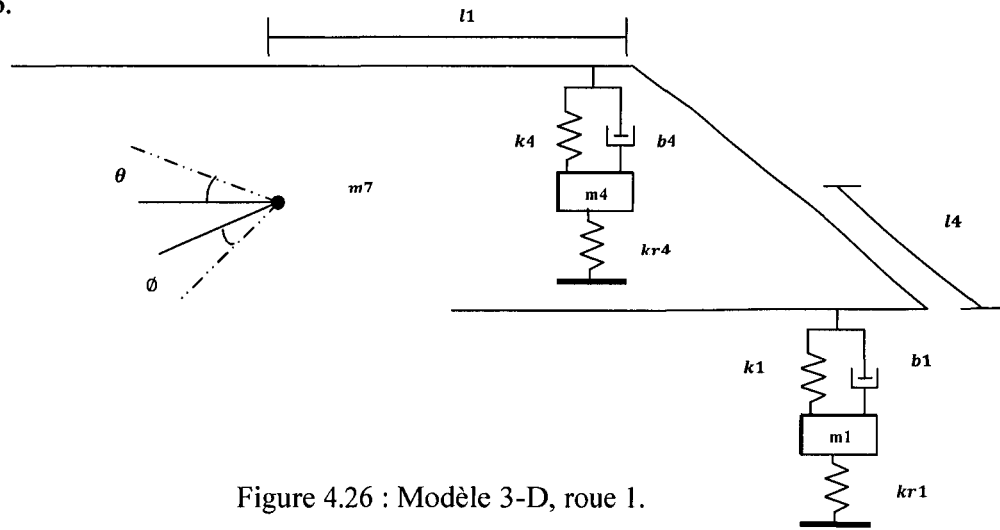 l1
k4
b4
θ
m7
m4
l4
kr4
ø
k1
b1
m1
kr1
Figure 4.26 : Modèle 3-D, roue 1.